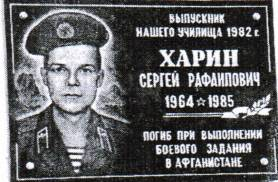 ВЫПУСКНИК
НАШЕГО УЧИЛИЩА 1982 г.
ХАРИН
СЕРГЕЙ РАФАИЛОВИЧ
1964 ☆ 1985
ПОГИБ ПРИ ВЫПОЛНЕНИИ
БОЕВОГО ЗАДАНИЯ
В АФГАНИСТАНЕ